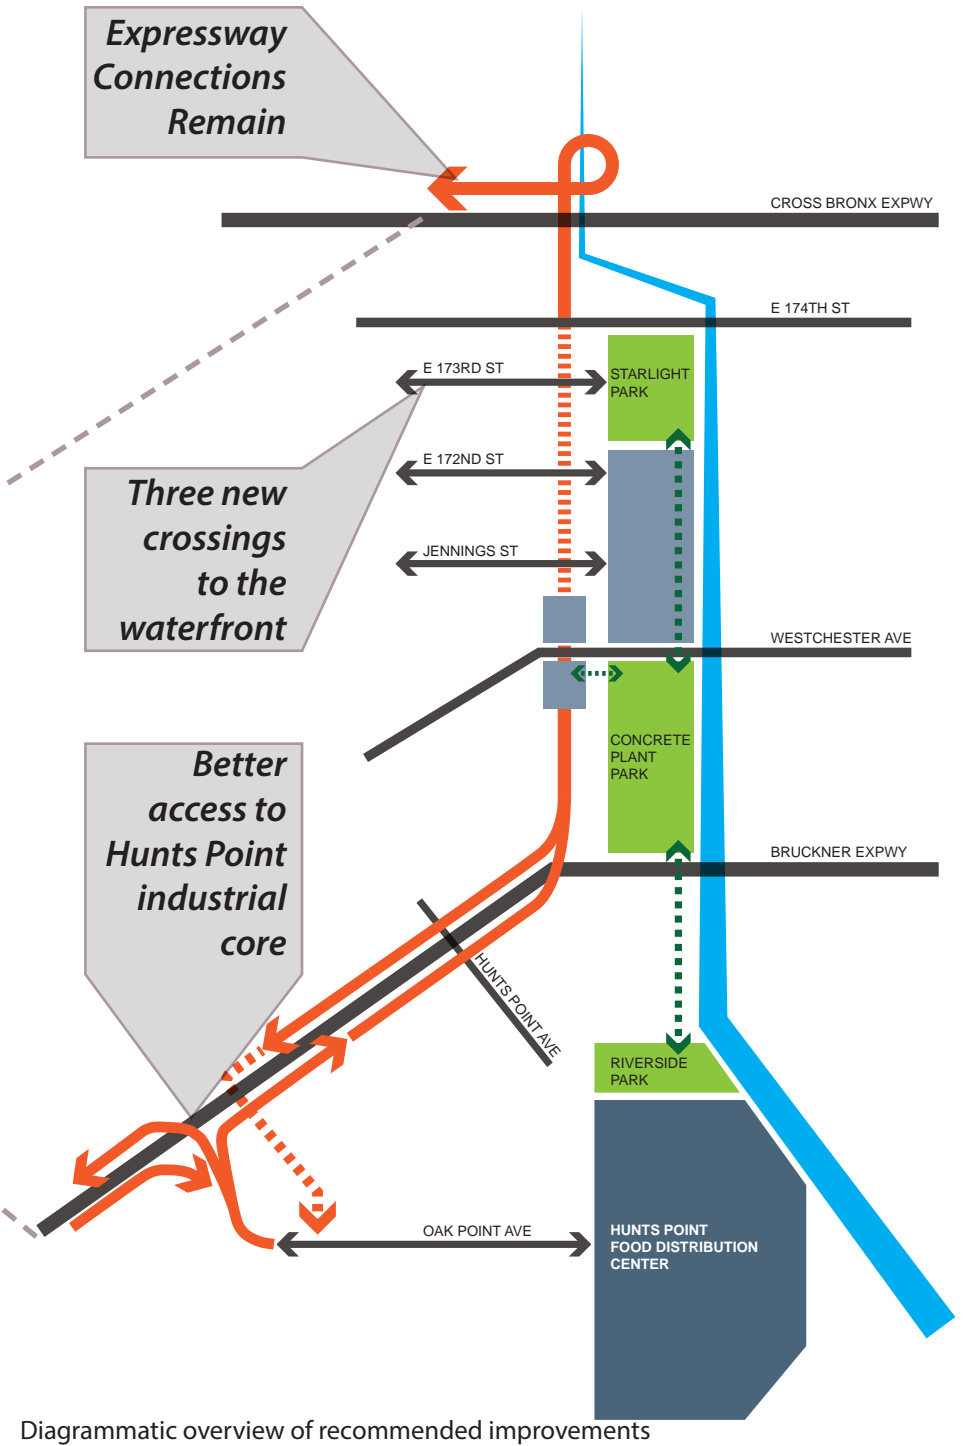 Expressway
Connections
Remain
CROSS BRONX EXPWY
E 174TH ST
E 173RD ST
STARLIGHT
PARK
E 172ND ST
Three new
crossings
to the
waterfront
JENNINGS ST
WESTCHESTER AVE
CONCRETE
PLANT
PARK
Better
access to
Hunts Point
industrial
core
BRUCKNER EXPWY
HUNTS POINT AVE
RIVERSIDE
PARK
OAK POINT AVE
HUNTS POINT
FOOD DISTRIBUTION
CENTER
Diagrammatic overview of recommended improvements